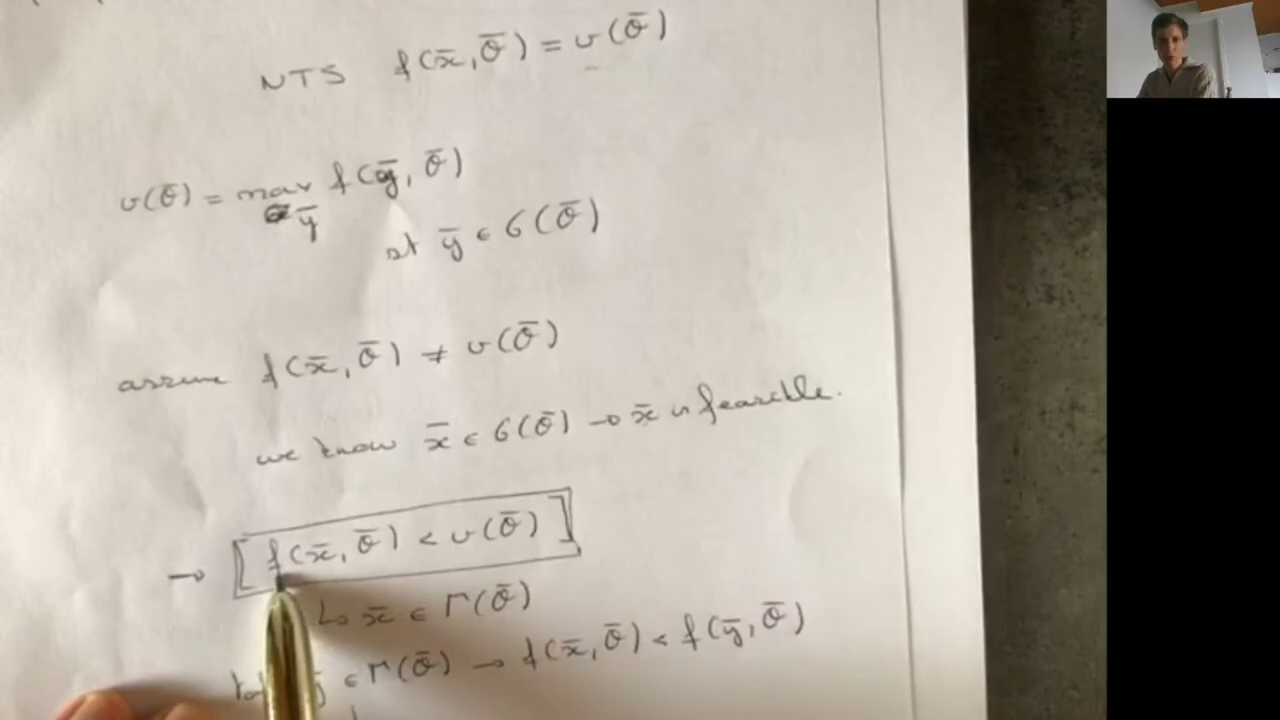 NTS f(x̄, θ̄) = v(θ̄)
v(θ̄) = max f(ȳ, θ̄)
ȳ
st ȳ ∈ G(θ̄)
assume f(x̄, θ̄) ≠ v(θ̄)
we know x̄ ∈ G(θ̄) → x̄ is feasible.
→ [f(x̄, θ̄) < v(θ̄)]
↳ x̄ ∈ Γ(θ̄)
ȳ ∈ Γ(θ̄) → f(x̄, θ̄) < f(ȳ, θ̄)